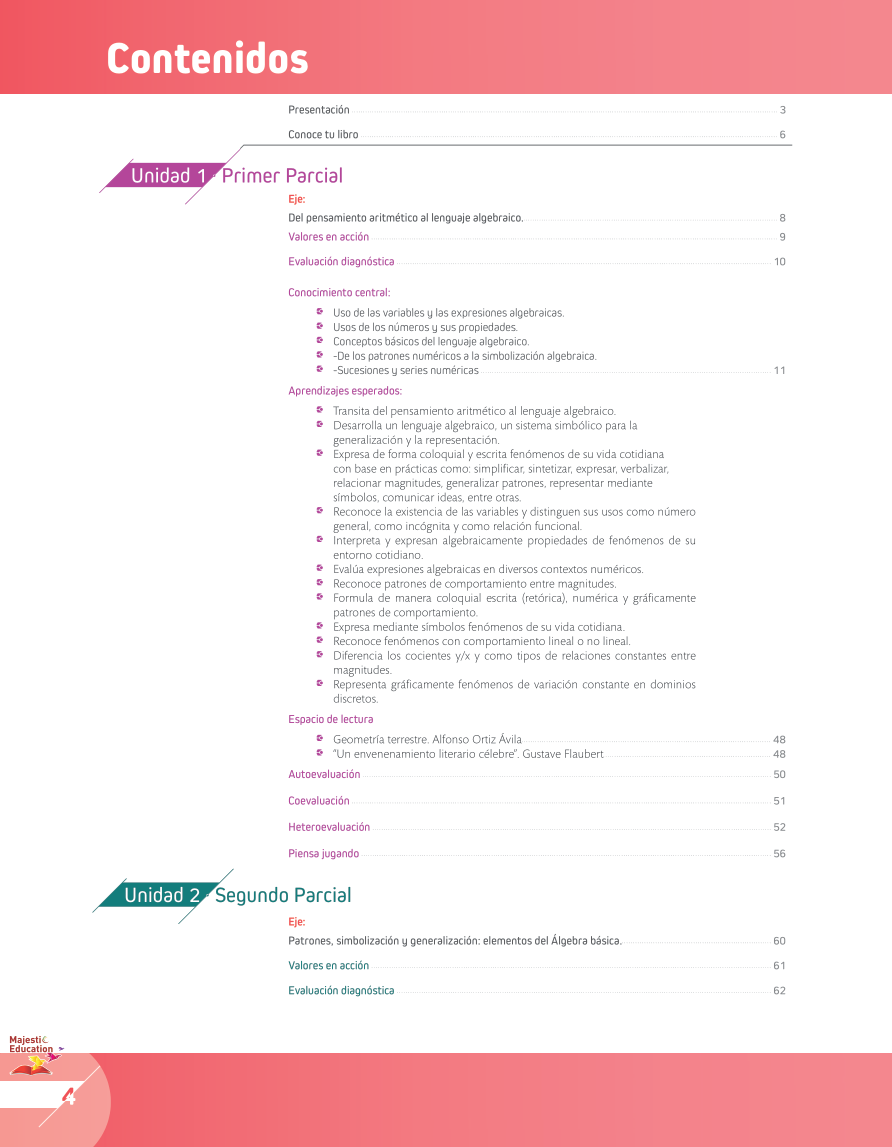 Contenidos
Presentación 3
Conoce tu libro 6
Unidad 1 · Primer Parcial
Eje:
Del pensamiento aritmético al lenguaje algebraico. 8
Valores en acción 9
Evaluación diagnóstica 10
Conocimiento central:
Uso de las variables y las expresiones algebraicas.
Usos de los números y sus propiedades.
Conceptos básicos del lenguaje algebraico.
-De los patrones numéricos a la simbolización algebraica.
-Sucesiones y series numéricas 11
Aprendizajes esperados:
Transita del pensamiento aritmético al lenguaje algebraico.
Desarrolla un lenguaje algebraico, un sistema simbólico para la
generalización y la representación.
Expresa de forma coloquial y escrita fenómenos de su vida cotidiana
con base en prácticas como: simplificar, sintetizar, expresar, verbalizar,
relacionar magnitudes, generalizar patrones, representar mediante
símbolos, comunicar ideas, entre otras.
Reconoce la existencia de las variables y distinguen sus usos como número
general, como incógnita y como relación funcional.
Interpreta y expresan algebraicamente propiedades de fenómenos de su
entorno cotidiano.
Evalúa expresiones algebraicas en diversos contextos numéricos.
Reconoce patrones de comportamiento entre magnitudes.
Formula de manera coloquial escrita (retórica), numérica y gráficamente
patrones de comportamiento.
Expresa mediante símbolos fenómenos de su vida cotidiana.
Reconoce fenómenos con comportamiento lineal o no lineal.
Diferencia los cocientes y/x y como tipos de relaciones constantes entre
magnitudes.
Representa gráficamente fenómenos de variación constante en dominios
discretos.
Espacio de lectura
Geometría terrestre. Alfonso Ortiz Ávila 48
“Un envenenamiento literario célebre”. Gustave Flaubert 48
Autoevaluación 50
Coevaluación 51
Heteroevaluación 52
Piensa jugando 56
Unidad 2 · Segundo Parcial
Eje:
Patrones, simbolización y generalización: elementos del Álgebra básica. 60
Valores en acción 61
Evaluación diagnóstica 62
Majestic
Education
4